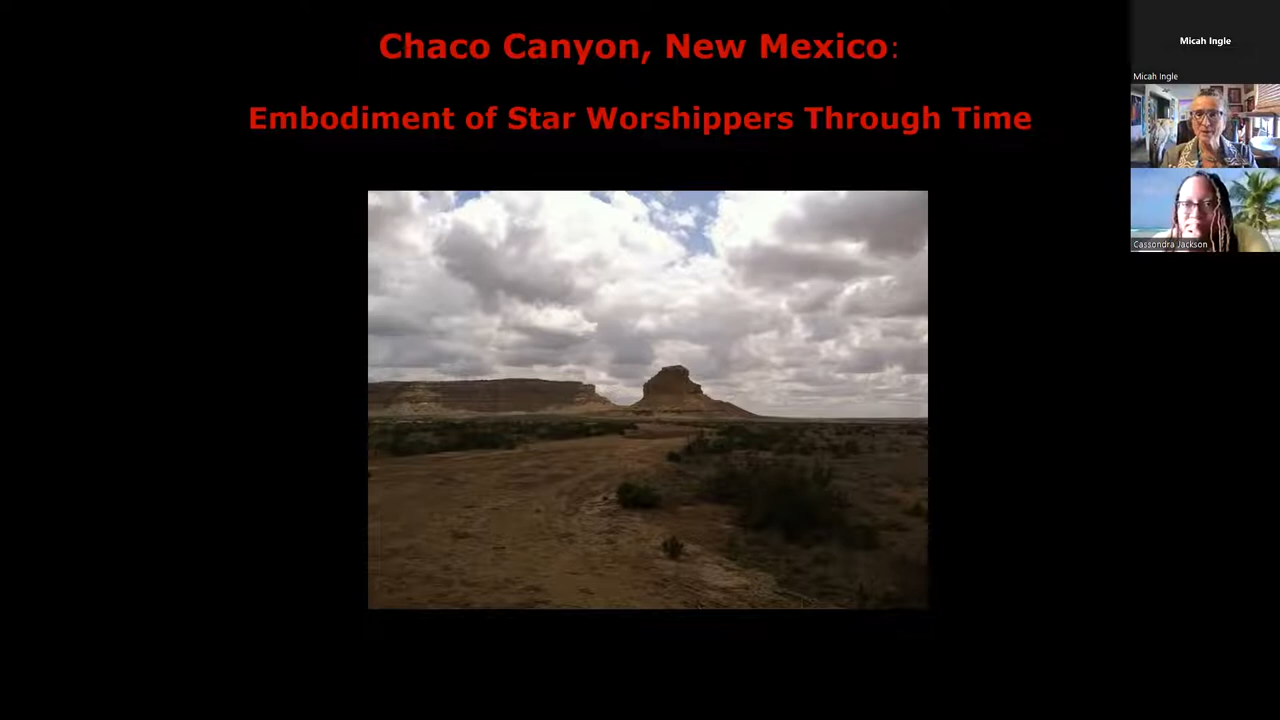 Chaco Canyon, New Mexico:
Embodiment of Star Worshippers Through Time
Micah Ingle
Micah Ingle
Cassondra Jackson